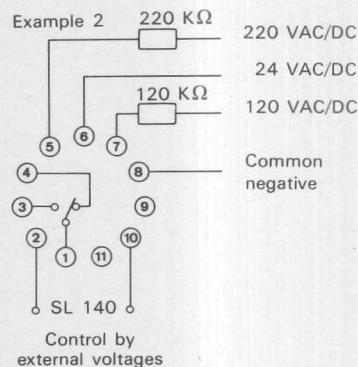 Example 2
220 KΩ
220 VAC/DC
24 VAC/DC
120 KΩ
120 VAC/DC
5
6
7
4
8
Common
negative
3
9
2
1
11
10
SL 140
Control by
external voltages